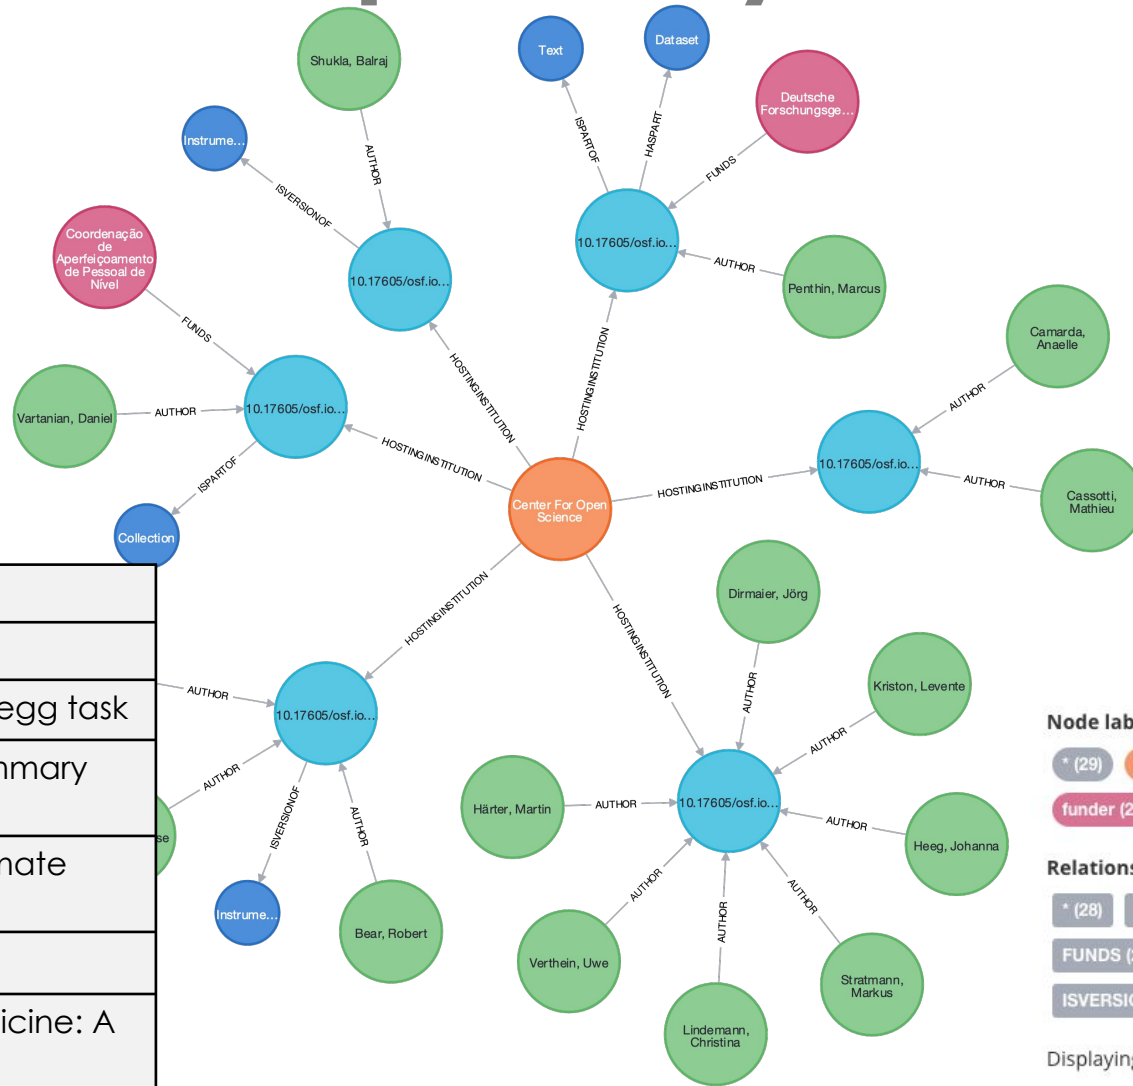 Text
Dataset
Shukla, Balraj
Deutsche
Forschungsge...
Instrume...
AUTHOR
ISPARTOF
HASPART
FUNDS
ISVERSIONOF
Coordenação
de
Aperfeiçoamento
de Pessoal de
Nível
10.17605/osf.io...
10.17605/osf.io...
AUTHOR
Penthin, Marcus
FUNDS
HOSTINGINSTITUTION
HOSTINGINSTITUTION
Camarda,
Anaelle
Vartanian, Daniel
AUTHOR
10.17605/osf.io...
AUTHOR
HOSTINGINSTITUTION
ISPARTOF
Collection
Center For Open
Science
HOSTINGINSTITUTION
10.17605/osf.io...
AUTHOR
Cassotti,
Mathieu
HOSTINGINSTITUTION
HOSTINGINSTITUTION
Dirmaier, Jörg
AUTHOR
Kriston, Levente
AUTHOR
egg task
AUTHOR
10.17605/osf.io...
AUTHOR
se
ISVERSIONOF
AUTHOR
Instrume...
Bear, Robert
Härter, Martin
AUTHOR
10.17605/osf.io...
AUTHOR
Heeg, Johanna
AUTHOR
Verthein, Uwe
AUTHOR
Lindemann,
Christina
AUTHOR
Stratmann,
Markus
mate
icine: A
Node lab
* (29)
funder (2
Relations
* (28)
FUNDS (
ISVERSIO
Displaying